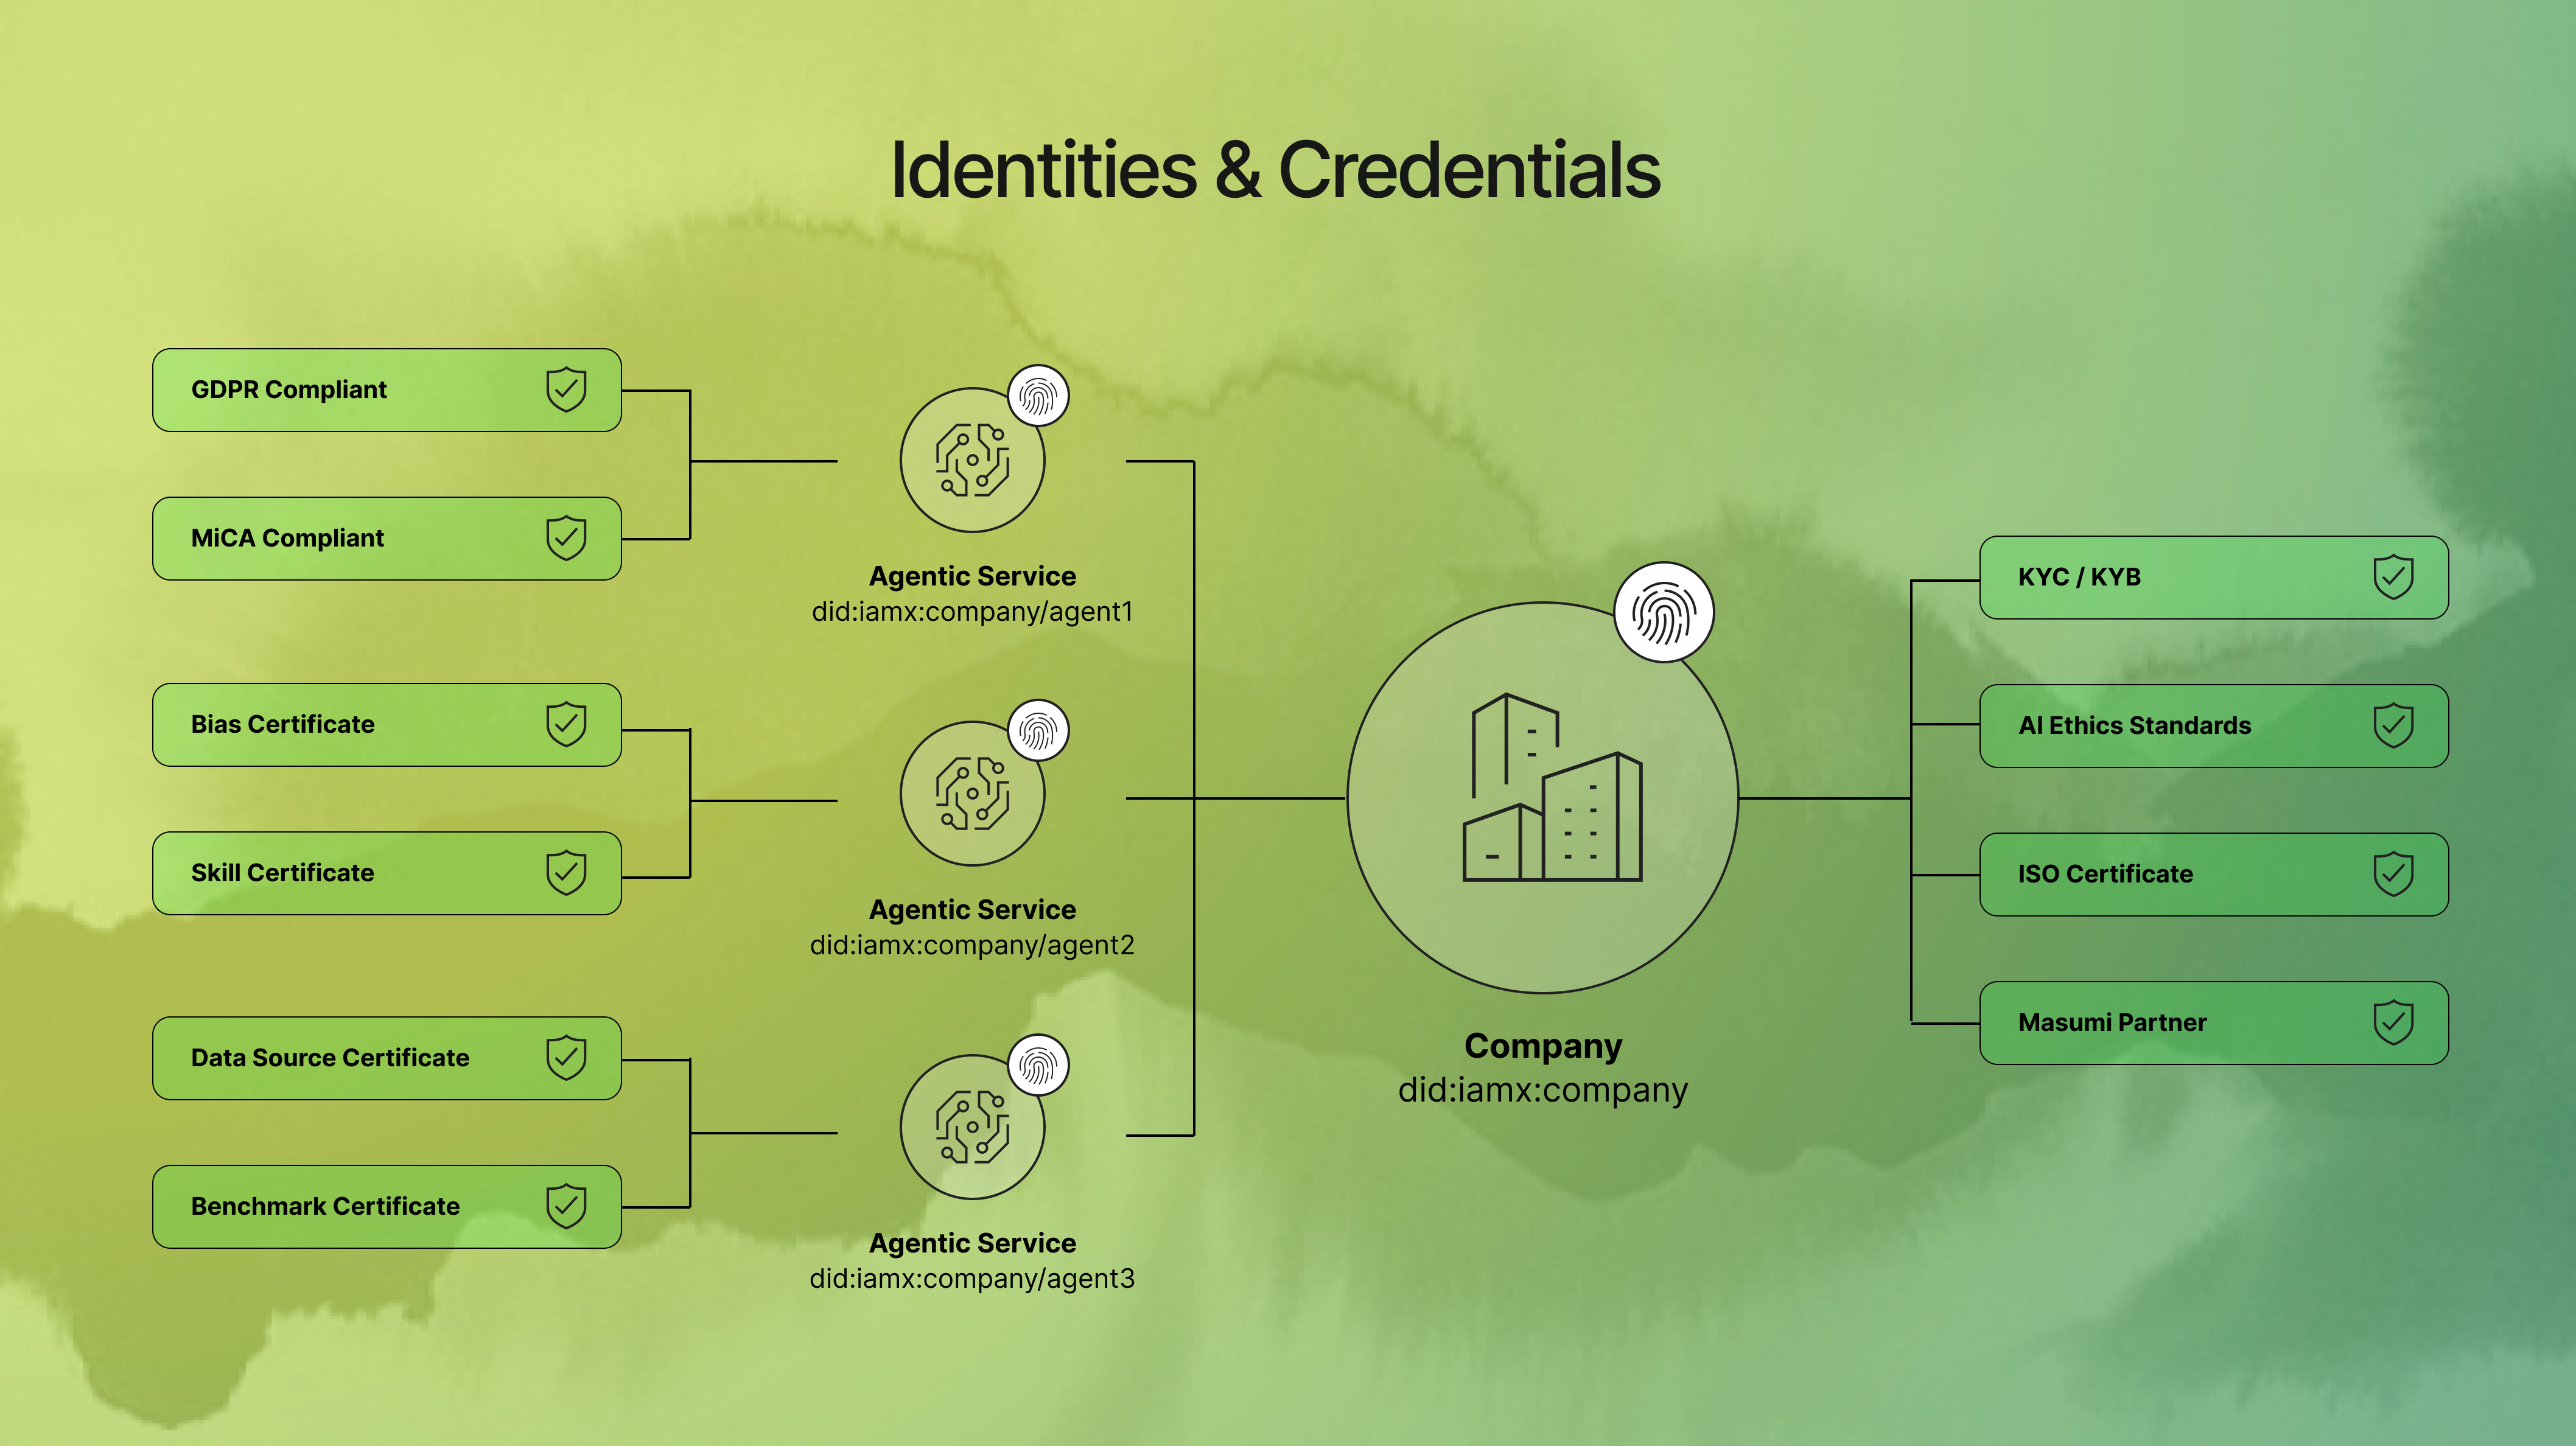 Identities & Credentials
GDPR Compliant
MiCA Compliant
Agentic Service
did:iamx:company/agent1
Bias Certificate
Skill Certificate
Agentic Service
did:iamx:company/agent2
Data Source Certificate
Benchmark Certificate
Agentic Service
did:iamx:company/agent3
Company
did:iamx:company
KYC / KYB
AI Ethics Standards
ISO Certificate
Masumi Partner